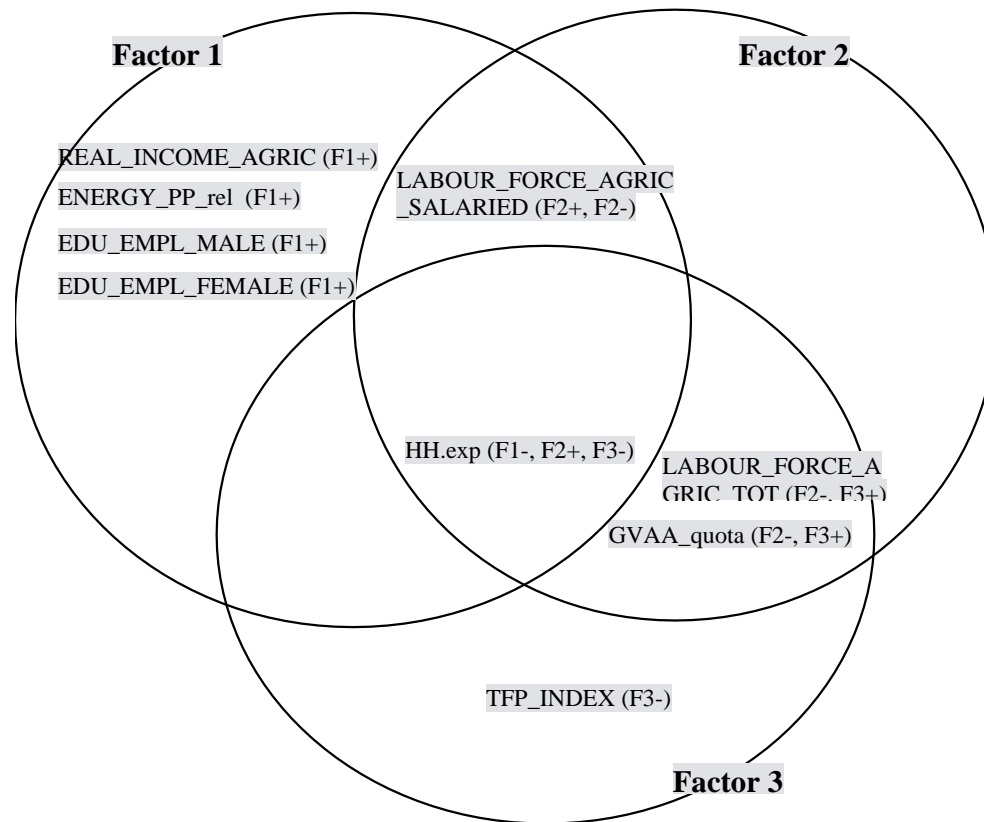 Factor 1
Factor 2
REAL_INCOME_AGRIC (F1+)
ENERGY_PP_rel (F1+)
EDU_EMPL_MALE (F1+)
EDU_EMPL_FEMALE (F1+)
LABOUR_FORCE_AGRIC
_SALARIED (F2+, F2-)
HH.exp (F1-, F2+, F3-)
LABOUR_FORCE_A
GRIC_TOT (F2-, F3+)
GVAA_quota (F2-, F3+)
TFP_INDEX (F3-)
Factor 3